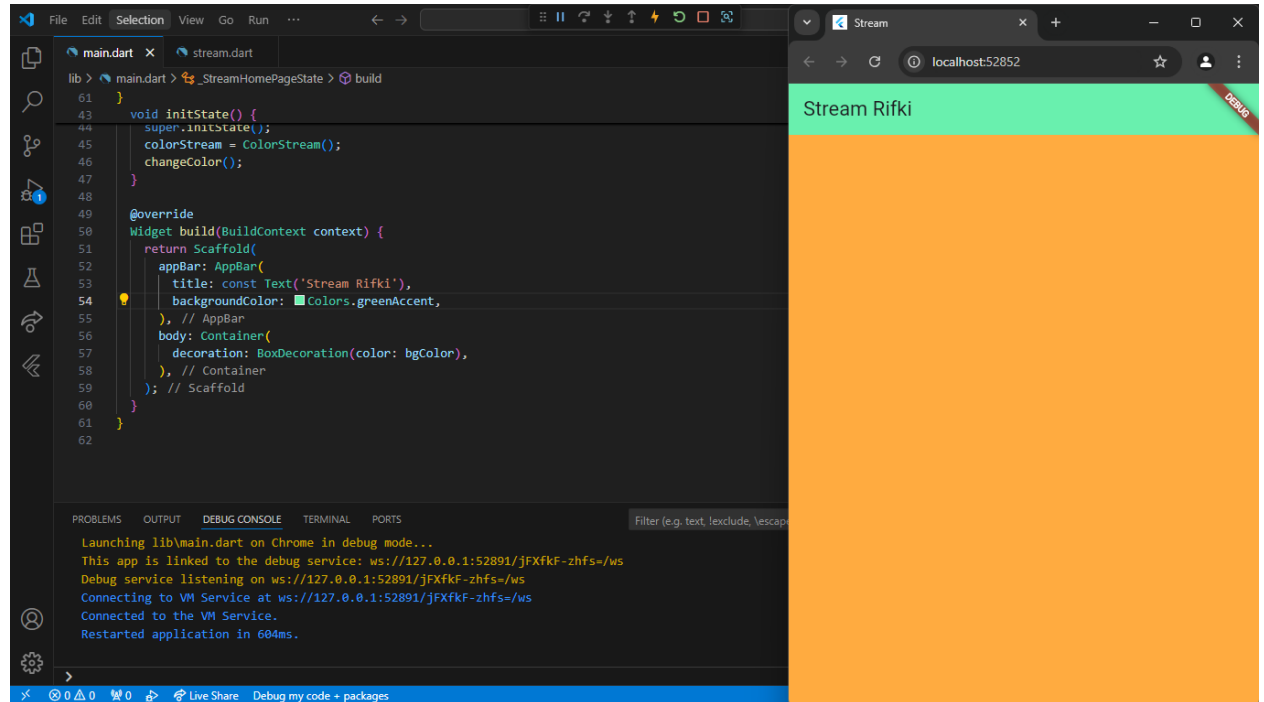 File Edit Selection View Go Run ···
main.dart stream.dart
lib > main.dart > _StreamHomePageState > build
61 }
43 void initState() {
44 super.initState();
45 colorStream = ColorStream();
46 changeColor();
47 }
48
49 @override
50 Widget build(BuildContext context) {
51 return Scaffold(
52 appBar: AppBar(
53 title: const Text('Stream Rifki'),
54 backgroundColor: Colors.greenAccent,
55 ), // AppBar
56 body: Container(
57 decoration: BoxDecoration(color: bgColor),
58 ), // Container
59 ); // Scaffold
60 }
61 }
62
1
PROBLEMS OUTPUT DEBUG CONSOLE TERMINAL PORTS
Filter (e.g. text, !exclude, \escap
Launching lib\main.dart on Chrome in debug mode...
This app is linked to the debug service: ws://127.0.0.1:52891/jFXfkF-zhfs=/ws
Debug service listening on ws://127.0.0.1:52891/jFXfkF-zhfs=/ws
Connecting to VM Service at ws://127.0.0.1:52891/jFXfkF-zhfs=/ws
Connected to the VM Service.
Restarted application in 604ms.
>
0 0 0 Live Share Debug my code + packages
Stream
localhost:52852
Stream Rifki
DEBUG